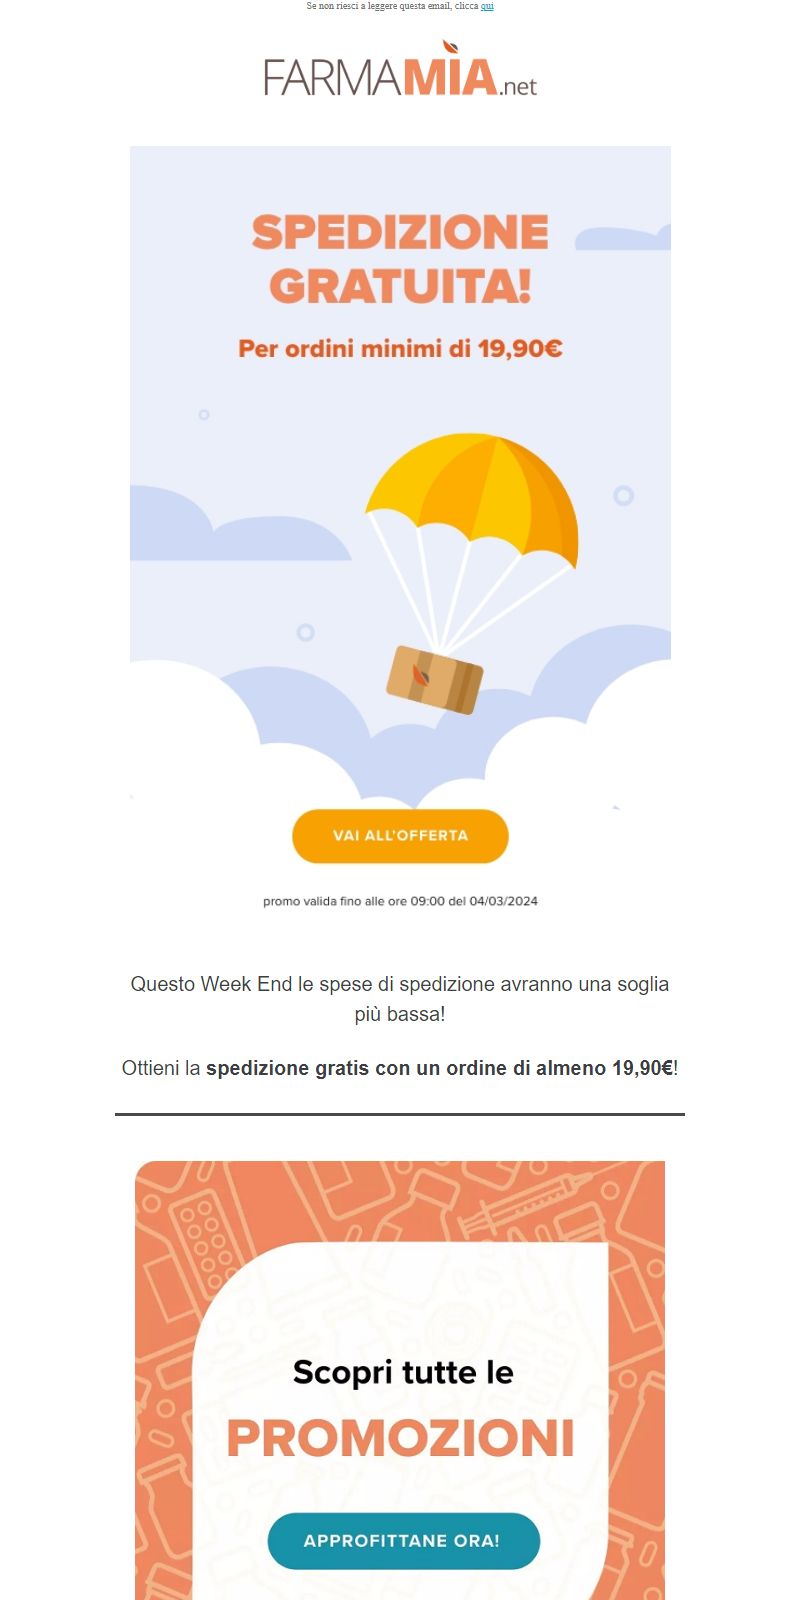 Se non riesci a leggere questa email, clicca qui
FARMAMÌA.net
SPEDIZIONE
GRATUITA!
Per ordini minimi di 19,90€
VAI ALL'OFFERTA
promo valida fino alle ore 09:00 del 04/03/2024
Questo Week End le spese di spedizione avranno una soglia
più bassa!
Ottieni la spedizione gratis con un ordine di almeno 19,90€!
Scopri tutte le
PROMOZIONI
APPROFITTANE ORA!